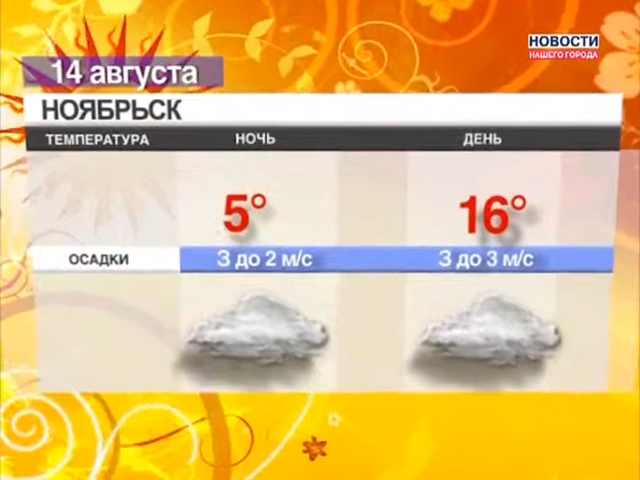 НОВОСТИ
НАШЕГО ГОРОДА
14 августа
НОЯБРЬСК
ТЕМПЕРАТУРА НОЧЬ ДЕНЬ
5° 16°
ОСАДКИ З до 2 м/с З до 3 м/с